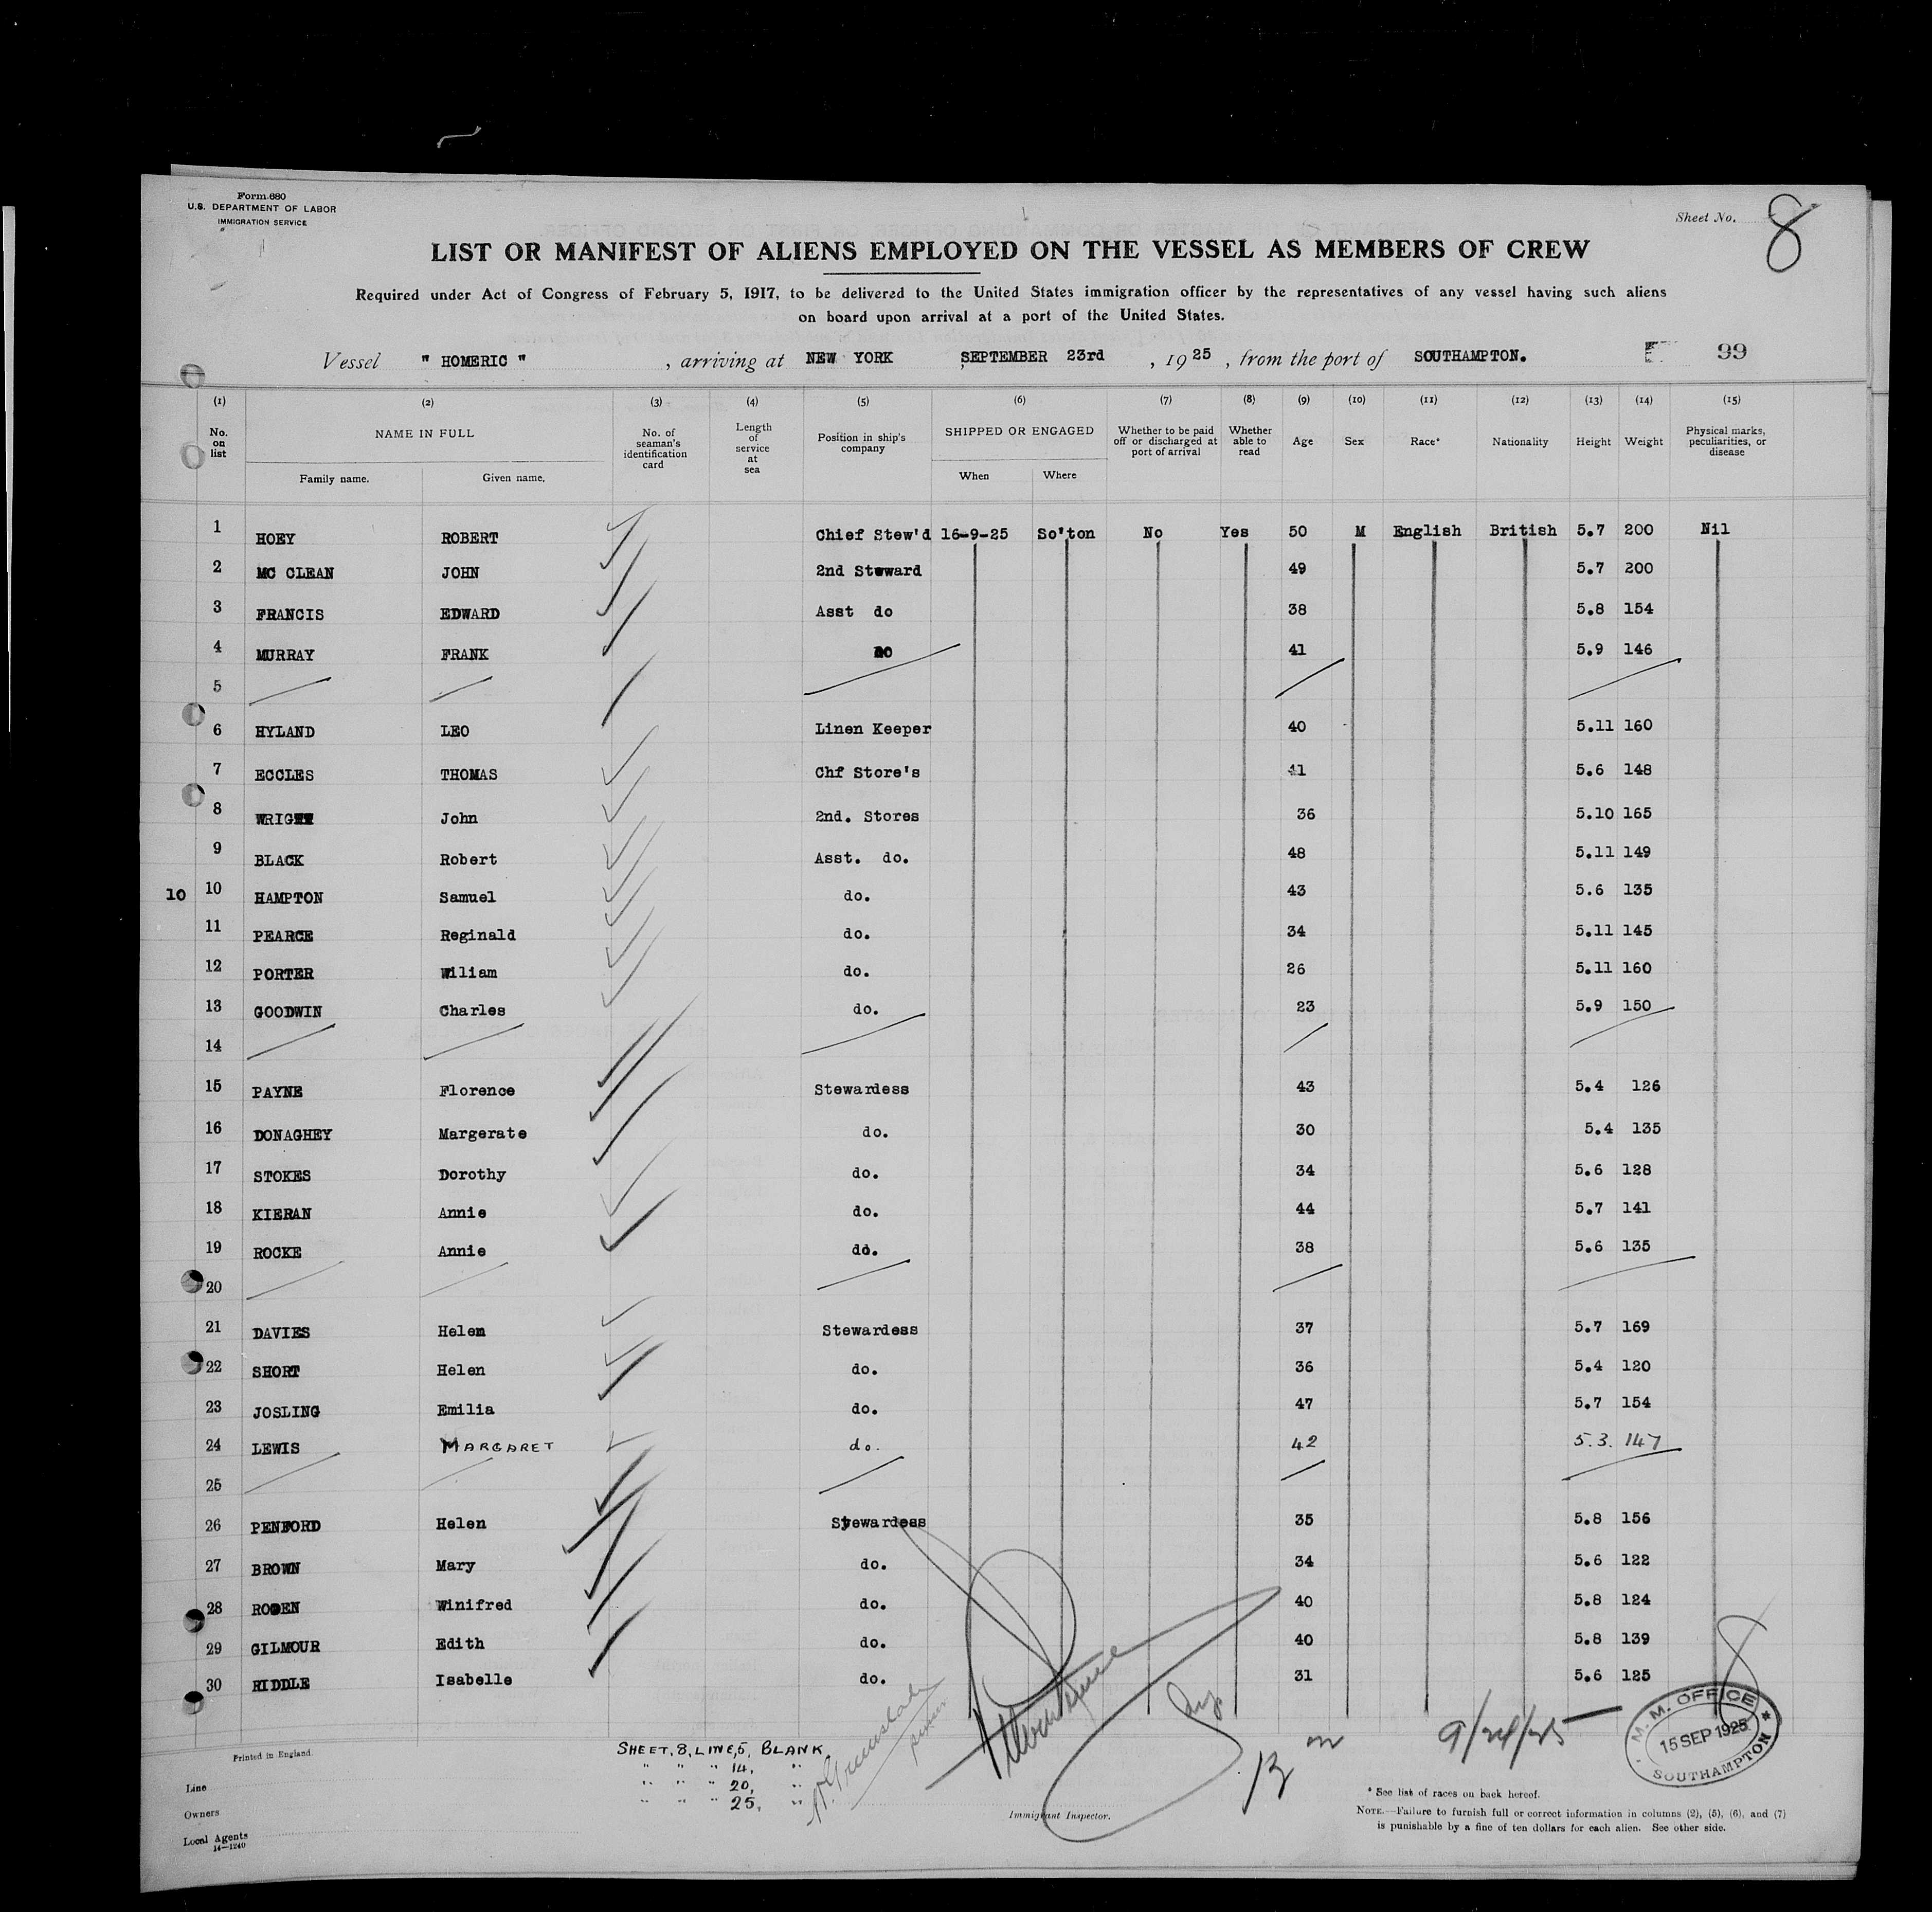 Form 680
U.S. DEPARTMENT OF LABOR
IMMIGRATION SERVICE
Sheet No. 8
LIST OR MANIFEST OF ALIENS EMPLOYED ON THE VESSEL AS MEMBERS OF CREW
Required under Act of Congress of February 5, 1917, to be delivered to the United States immigration officer by the representatives of any vessel having such aliens
on board upon arrival at a port of the United States.
Vessel " HOMERIC " , arriving at NEW YORK SEPTEMBER 23rd , 1925 , from the port of SOUTHAMPTON. 99
(1) (2) (3) (4) (5) (6) (7) (8) (9) (10) (11) (12) (13) (14) (15)
No. on list NAME IN FULL No. of seaman's identification card Length of service at sea Position in ship's company SHIPPED OR ENGAGED Whether to be paid off or discharged at port of arrival Whether able to read Age Sex Race* Nationality Height Weight Physical marks, peculiarities, or disease
Family name. Given name. When Where
1 HOEY ROBERT Chief Stew'd 16-9-25 So'ton No Yes 50 M English British 5.7 200 Nil
2 MC CLEAN JOHN 2nd Steward 49 5.7 200
3 FRANCIS EDWARD Asst do 38 5.8 154
4 MURRAY FRANK do 41 5.9 146
5
6 HYLAND LEO Linen Keeper 40 5.11 160
7 ECCLES THOMAS Chf Store's 41 5.6 148
8 WRIGHT John 2nd. Stores 36 5.10 165
9 BLACK Robert Asst. do. 48 5.11 149
10 10 HAMPTON Samuel do. 43 5.6 135
11 PEARCE Reginald do. 34 5.11 145
12 PORTER Wiliam do. 26 5.11 160
13 GOODWIN Charles do. 23 5.9 150
14
15 PAYNE Florence Stewardess 43 5.4 126
16 DONAGHEY Margerate do. 30 5.4 135
17 STOKES Dorothy do. 34 5.6 128
18 KIERAN Annie do. 44 5.7 141
19 ROCKE Annie do. 38 5.6 135
20
21 DAVIES Helen Stewardess 37 5.7 169
22 SHORT Helen do. 36 5.4 120
23 JOSLING Emilia do. 47 5.7 154
24 LEWIS MARGARET do. 42 5.3. 147
25
26 PENFORD Helen Stewardess 35 5.8 156
27 BROWN Mary do. 34 5.6 122
28 RODEN Winifred do. 40 5.8 124
29 GILMOUR Edith do. 40 5.8 139
30 RIDDLE Isabelle do. 31 5.6 125
8
M. M. OFFICE
15 SEP 1925
SOUTHAMPTON
9/24/25
Printed in England.
SHEET, 8, LINE, 5, BLANK
" " " 14, "
" " " 20, "
" " " 25, "
Line
Owners
Local Agents
14—1240
Immigrant Inspector.
* See list of races on back hereof.
NOTE.—Failure to furnish full or correct information in columns (2), (5), (6), and (7)
is punishable by a fine of ten dollars for each alien. See other side.